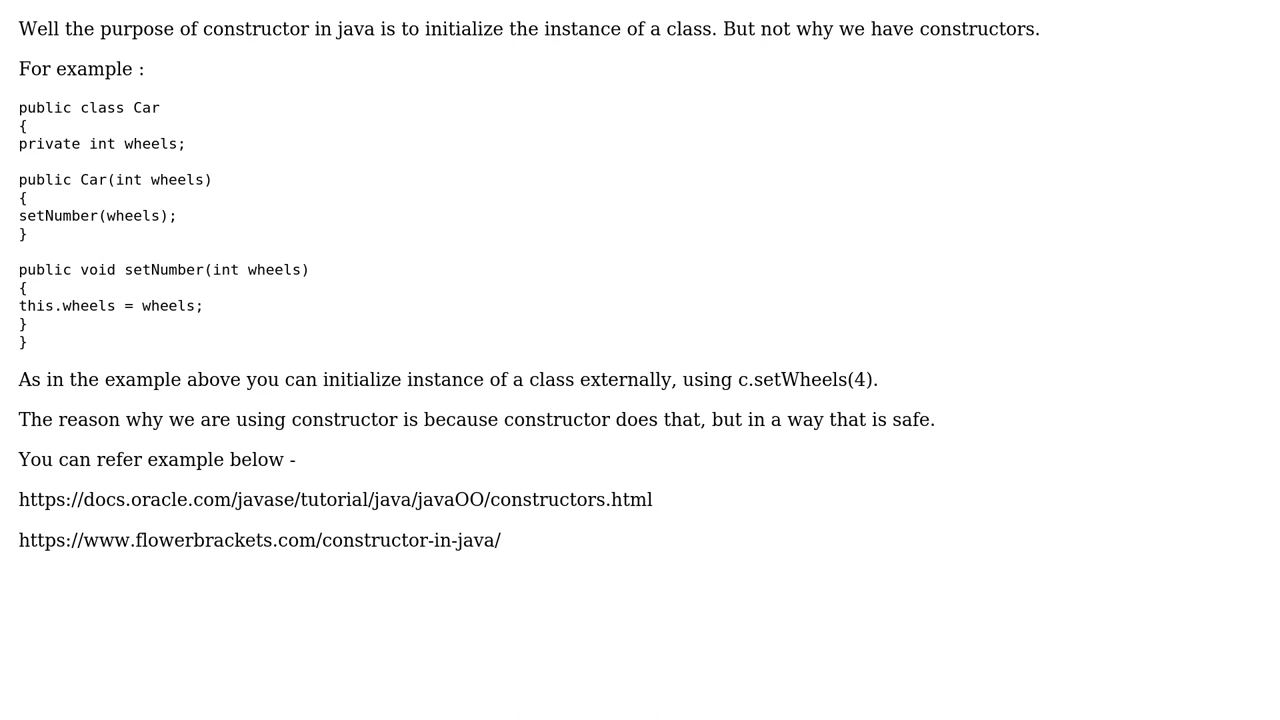 Well the purpose of constructor in java is to initialize the instance of a class. But not why we have constructors.
For example :
public class Car
{
private int wheels;
public Car(int wheels)
{
setNumber(wheels);
}
public void setNumber(int wheels)
{
this.wheels = wheels;
}
}
As in the example above you can initialize instance of a class externally, using c.setWheels(4).
The reason why we are using constructor is because constructor does that, but in a way that is safe.
You can refer example below -
https://docs.oracle.com/javase/tutorial/java/javaOO/constructors.html
https://www.flowerbrackets.com/constructor-in-java/